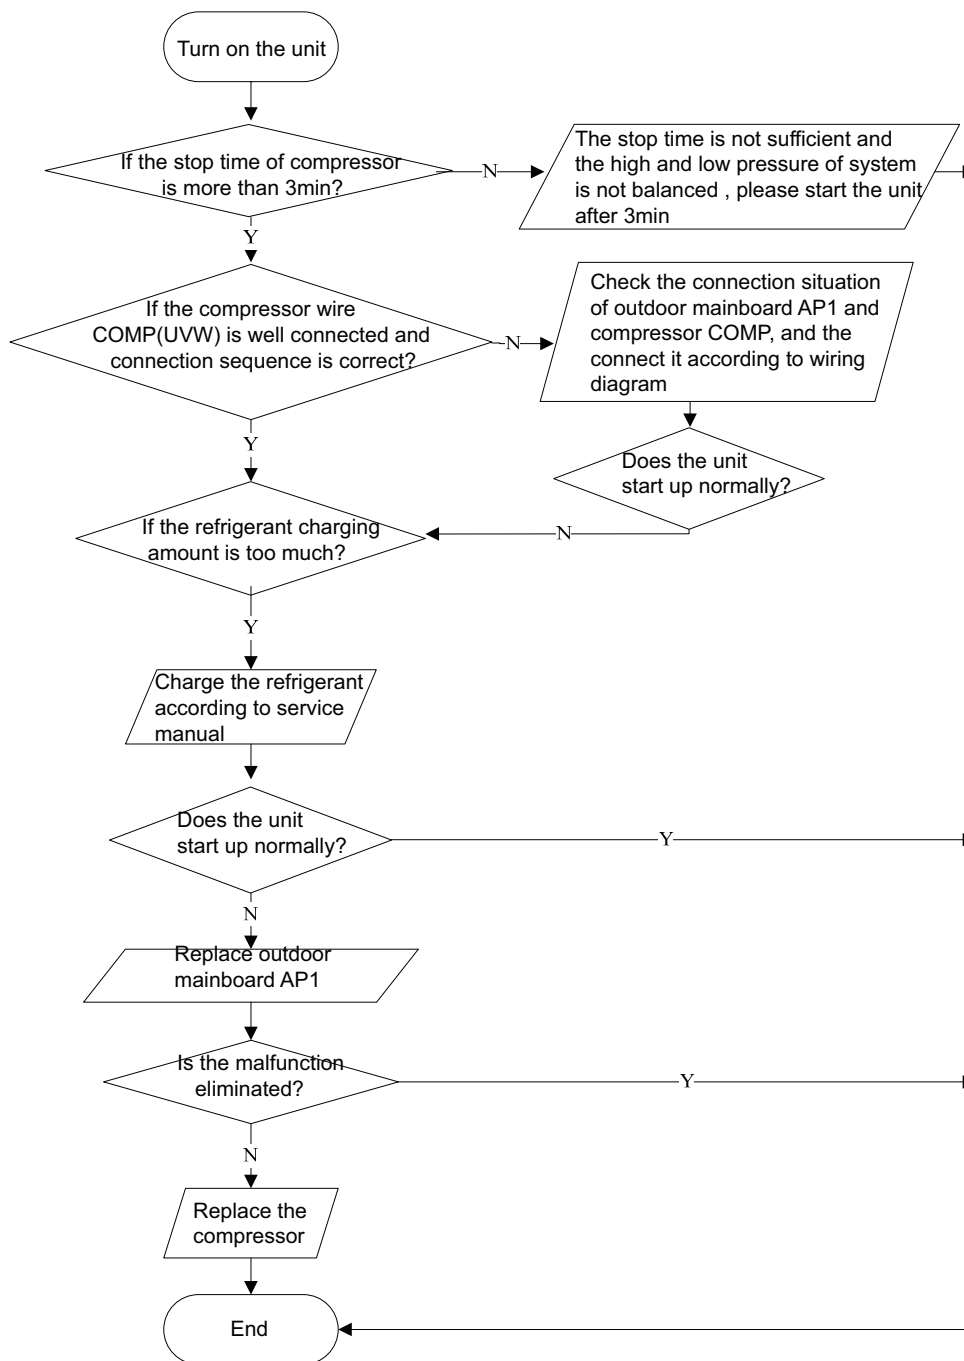 Turn on the unit
If the stop time of compressor
is more than 3min?
N
The stop time is not sufficient and
the high and low pressure of system
is not balanced , please start the unit
after 3min
Y
If the compressor wire
COMP(UVW) is well connected and
connection sequence is correct?
N
Check the connection situation
of outdoor mainboard AP1 and
compressor COMP, and the
connect it according to wiring
diagram
Y
Does the unit
start up normally?
If the refrigerant charging
amount is too much?
N
Y
Charge the refrigerant
according to service
manual
Does the unit
start up normally?
Y
N
Replace outdoor
mainboard AP1
Is the malfunction
eliminated?
Y
N
Replace the
compressor
End